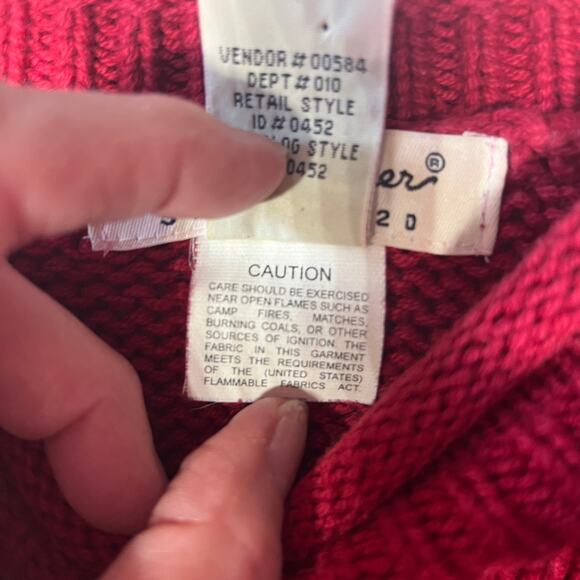 VENDOR # 00584
DEPT # 010
RETAIL STYLE
ID # 0452
STYLE
0452
er®
2 0
CAUTION
CARE SHOULD BE EXERCISED
NEAR OPEN FLAMES SUCH AS
CAMP FIRES, MATCHES,
BURNING COALS, OR OTHER
SOURCES OF IGNITION. THE
FABRIC IN THIS GARMENT
MEETS THE REQUIREMENTS
OF THE (UNITED STATES)
FLAMMABLE FABRICS ACT.